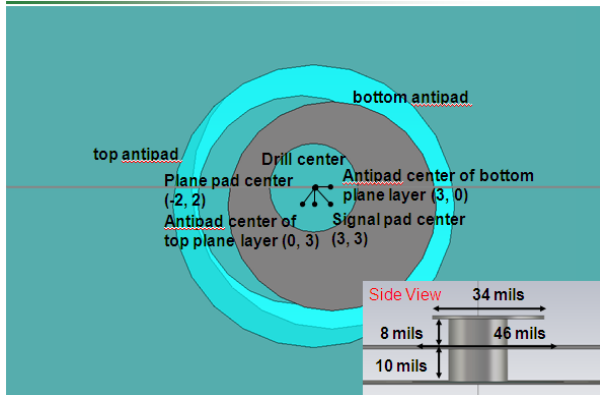 bottom antipad
top antipad
Drill center
Plane pad center
(-2, 2)
Antipad center of bottom
plane layer (3, 0)
Antipad center of
top plane layer (0, 3)
Signal pad center
(3, 3)
Side View
34 mils
8 mils
46 mils
10 mils